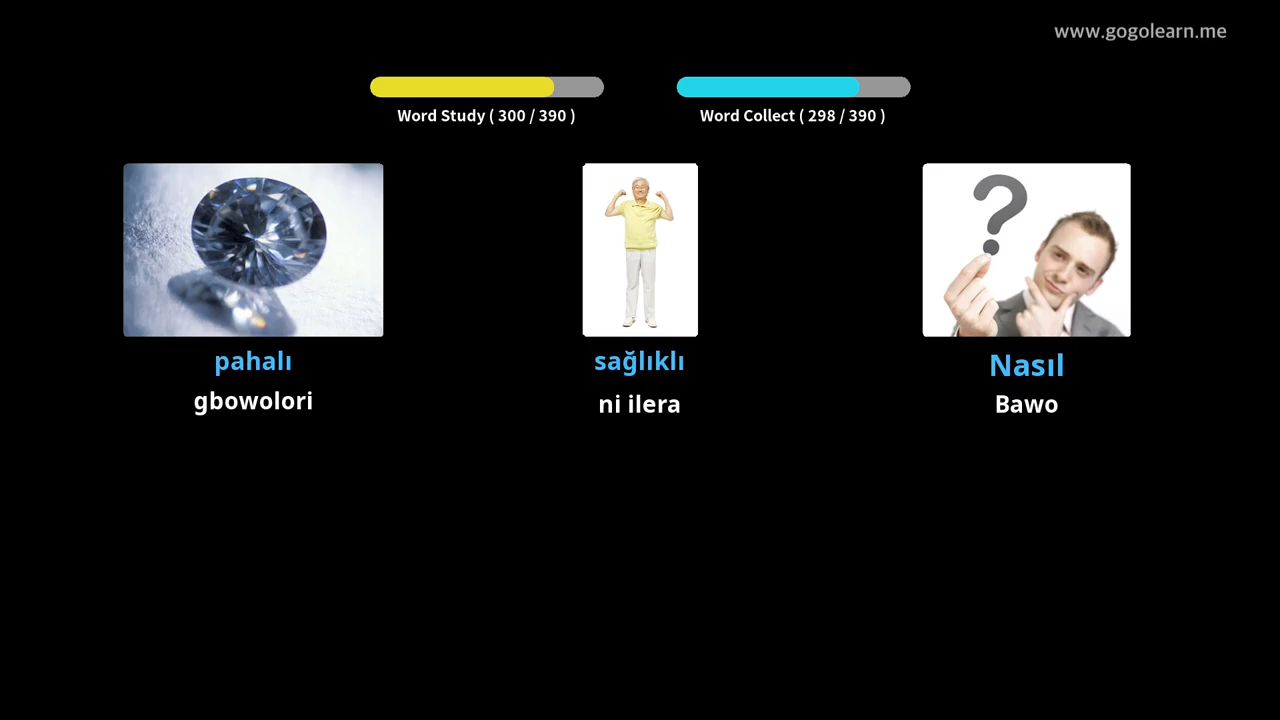 www.gogolearn.me
Word Study ( 300 / 390 )
Word Collect ( 298 / 390 )
pahalı
gbowolori
sağlıklı
ni ilera
Nasıl
Bawo